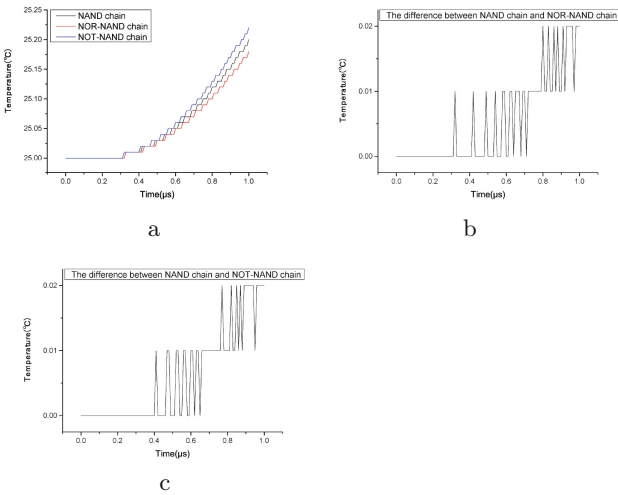 NAND chain
NOR-NAND chain
NOT-NAND chain
25.25
25.20
25.15
25.10
25.05
25.00
Temperature(°C)
0.0 0.2 0.4 0.6 0.8 1.0
Time(μs)
a
The difference between NAND chain and NOR-NAND chain
0.02
0.01
0.00
Temperature(°C)
0.0 0.2 0.4 0.6 0.8 1.0
Time(μs)
b
The difference between NAND chain and NOT-NAND chain
0.02
0.01
0.00
Temperature(°C)
0.0 0.2 0.4 0.6 0.8 1.0
Time(μs)
c